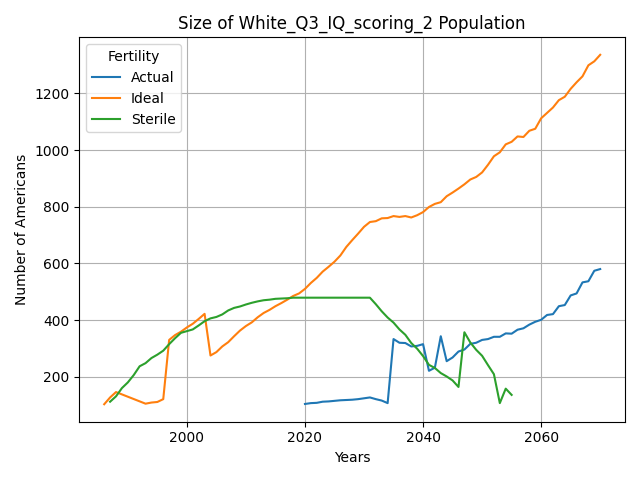 Size of White_Q3_IQ_scoring_2 Population
Fertility
Actual
Ideal
Sterile
Number of Americans
1200
1000
800
600
400
200
2000
2020
2040
2060
Years